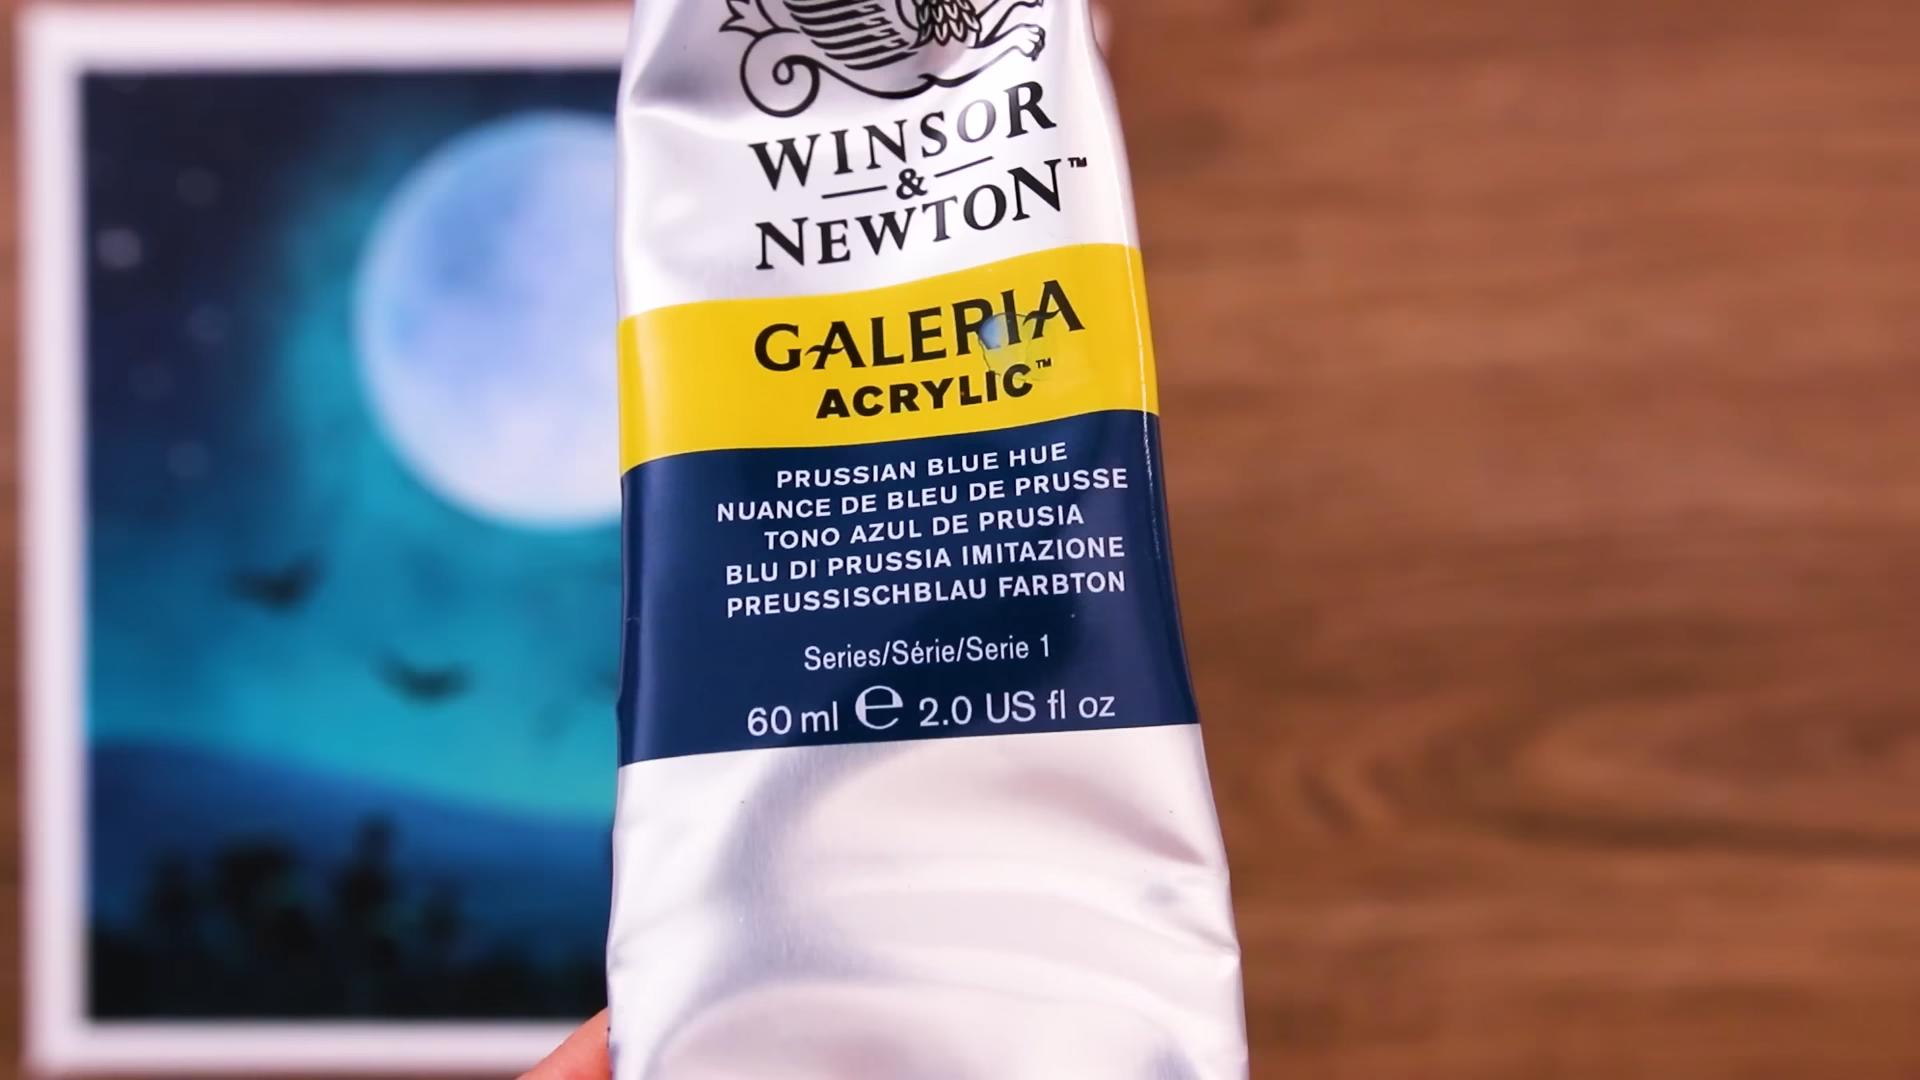 WINSOR
&
NEWTON™
GALERIA
ACRYLIC™
PRUSSIAN BLUE HUE
NUANCE DE BLEU DE PRUSSE
TONO AZUL DE PRUSIA
BLU DI PRUSSIA IMITAZIONE
PREUSSISCHBLAU FARBTON
Series/Série/Serie 1
60 ml ℮ 2.0 US fl oz